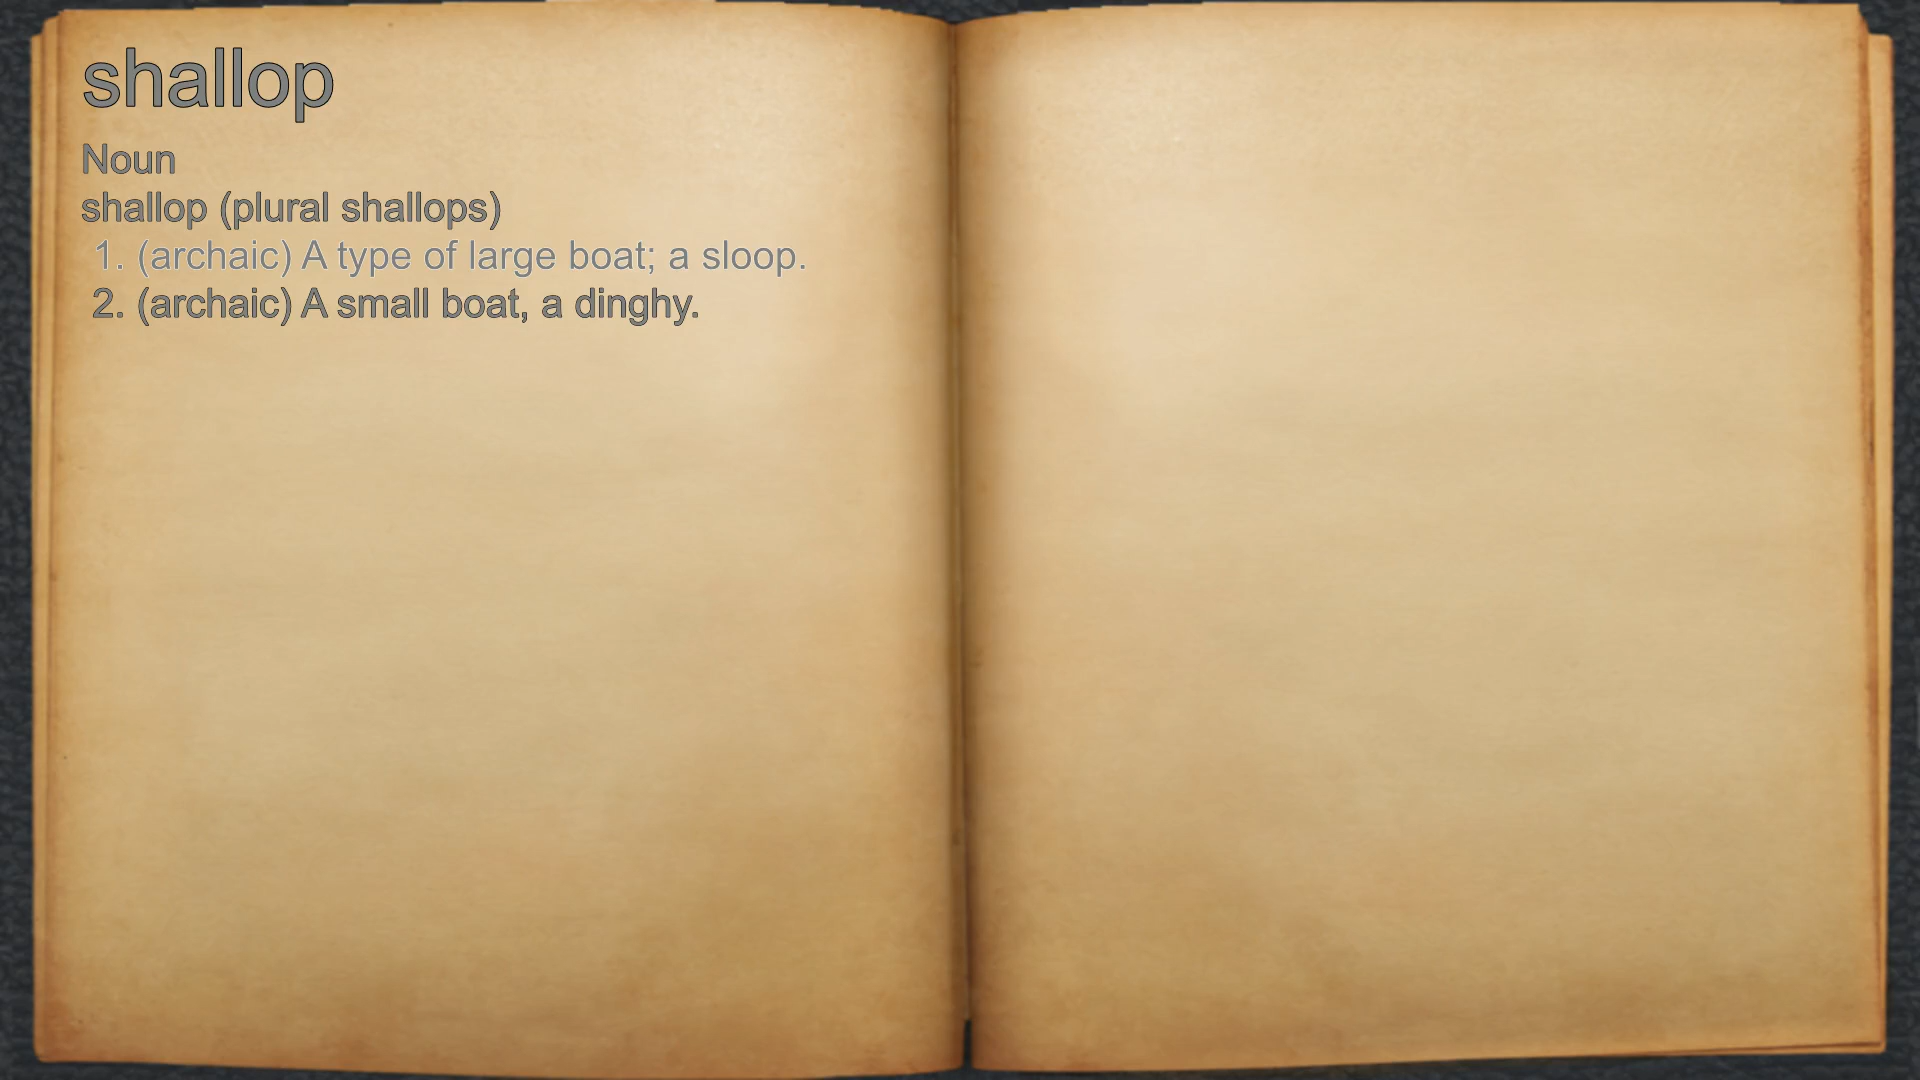 shallop
Noun
shallop (plural shallops)
1. (archaic) A type of large boat; a sloop.
2. (archaic) A small boat, a dinghy.